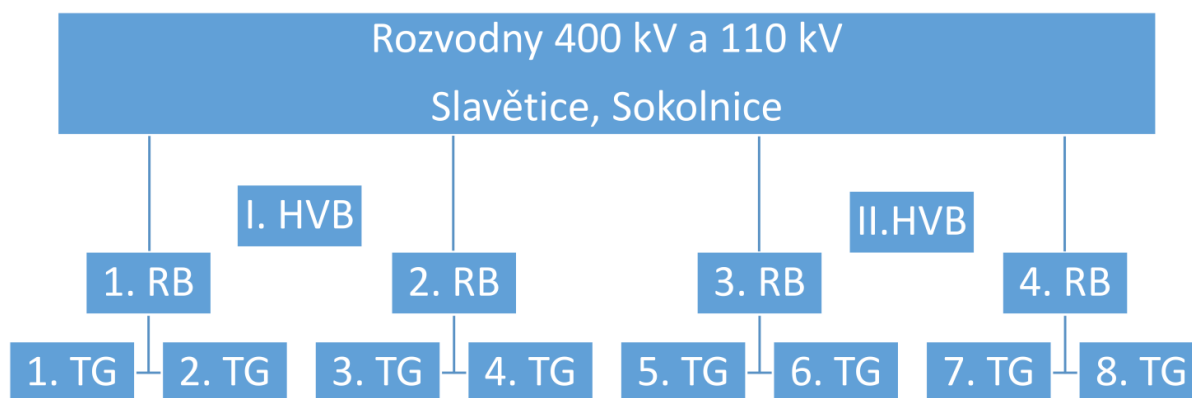 Rozvodny 400 kV a 110 kV
Slavětice, Sokolnice
I. HVB
II.HVB
1. RB
2. RB
3. RB
4. RB
1. TG
2. TG
3. TG
4. TG
5. TG
6. TG
7. TG
8. TG